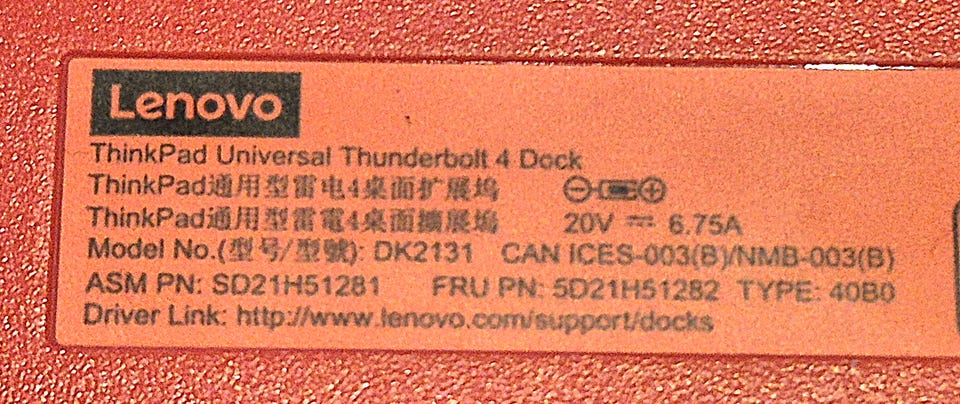 Lenovo
ThinkPad Universal Thunderbolt 4 Dock
ThinkPad通用型雷电4桌面扩展坞
ThinkPad通用型雷電4桌面擴展塢
20V ⎓ 6.75A
Model No.(型号/型號): DK2131 CAN ICES-003(B)/NMB-003(B)
ASM PN: SD21H51281 FRU PN: 5D21H51282 TYPE: 40B0
Driver Link: http://www.lenovo.com/support/docks